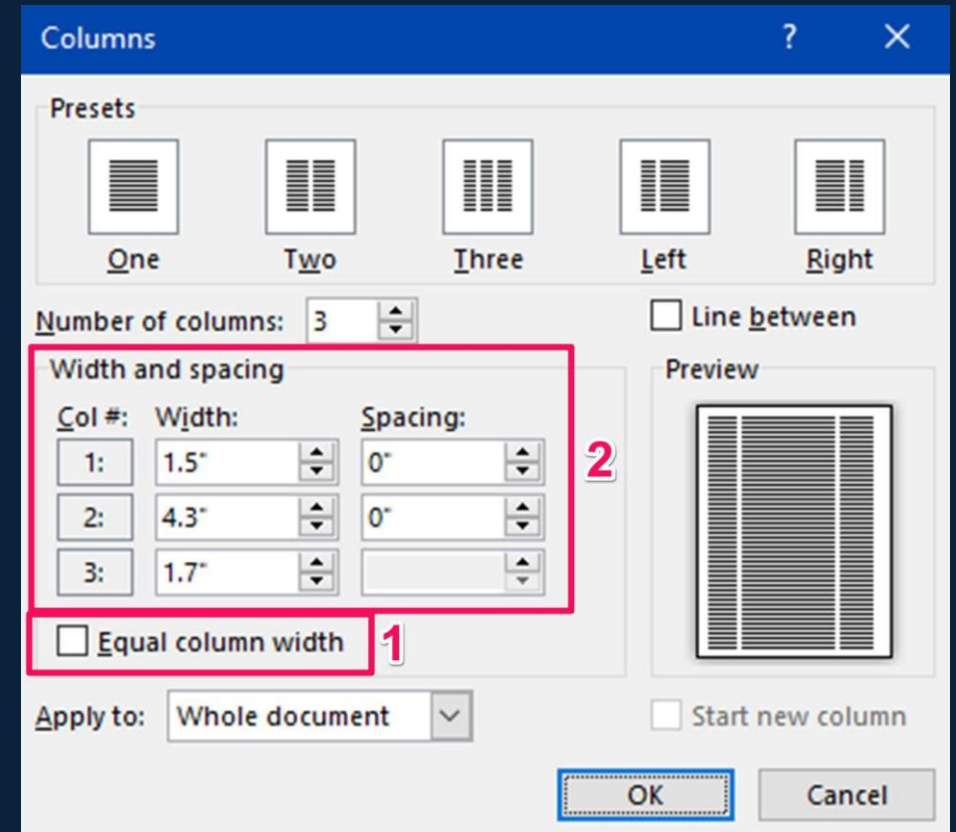 Columns ?
Presets
One Two Three Left Right
Number of columns: 3 Line between
Width and spacing Preview
Col #: Width: Spacing:
1: 1.5" 0"
2
2: 4.3" 0"
3: 1.7"
Equal column width 1
Apply to: Whole document Start new column
OK Cancel